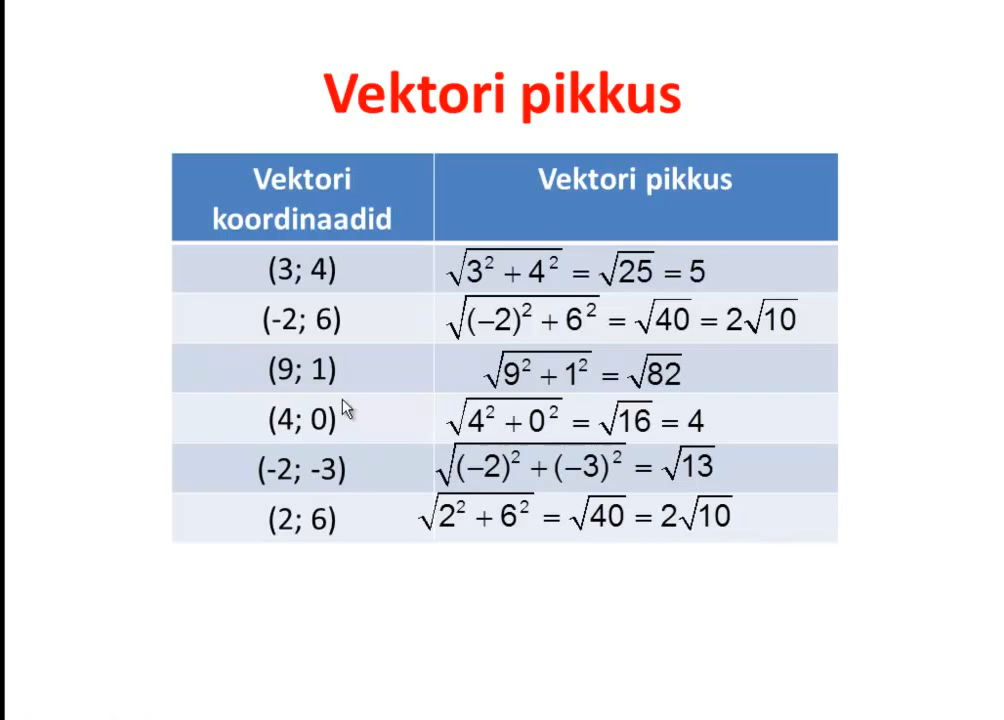 Vektori pikkus
Vektori Vektori pikkus
koordinaadid
(3; 4) √(3² + 4²) = √25 = 5
(-2; 6) √((−2)² + 6²) = √40 = 2√10
(9; 1) √(9² + 1²) = √82
(4; 0) √(4² + 0²) = √16 = 4
(-2; -3) √((−2)² + (−3)²) = √13
(2; 6) √(2² + 6²) = √40 = 2√10